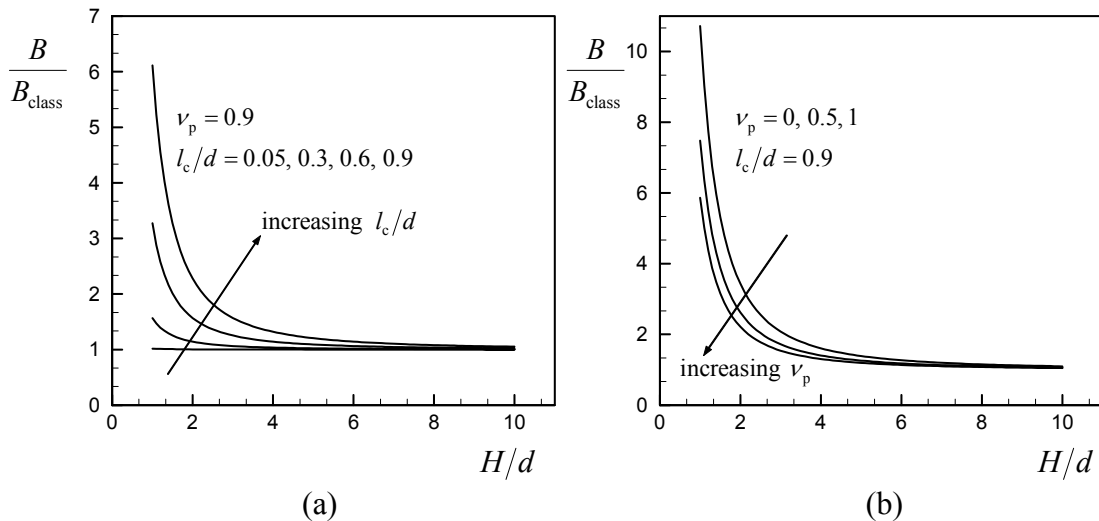 7
6
5
4
3
2
1
0
B
B_class
ν_p = 0.9
l_c/d = 0.05, 0.3, 0.6, 0.9
increasing l_c/d
0 2 4 6 8 10
H/d
(a)
10
8
6
4
2
0
B
B_class
ν_p = 0, 0.5, 1
l_c/d = 0.9
increasing ν_p
0 2 4 6 8 10
H/d
(b)